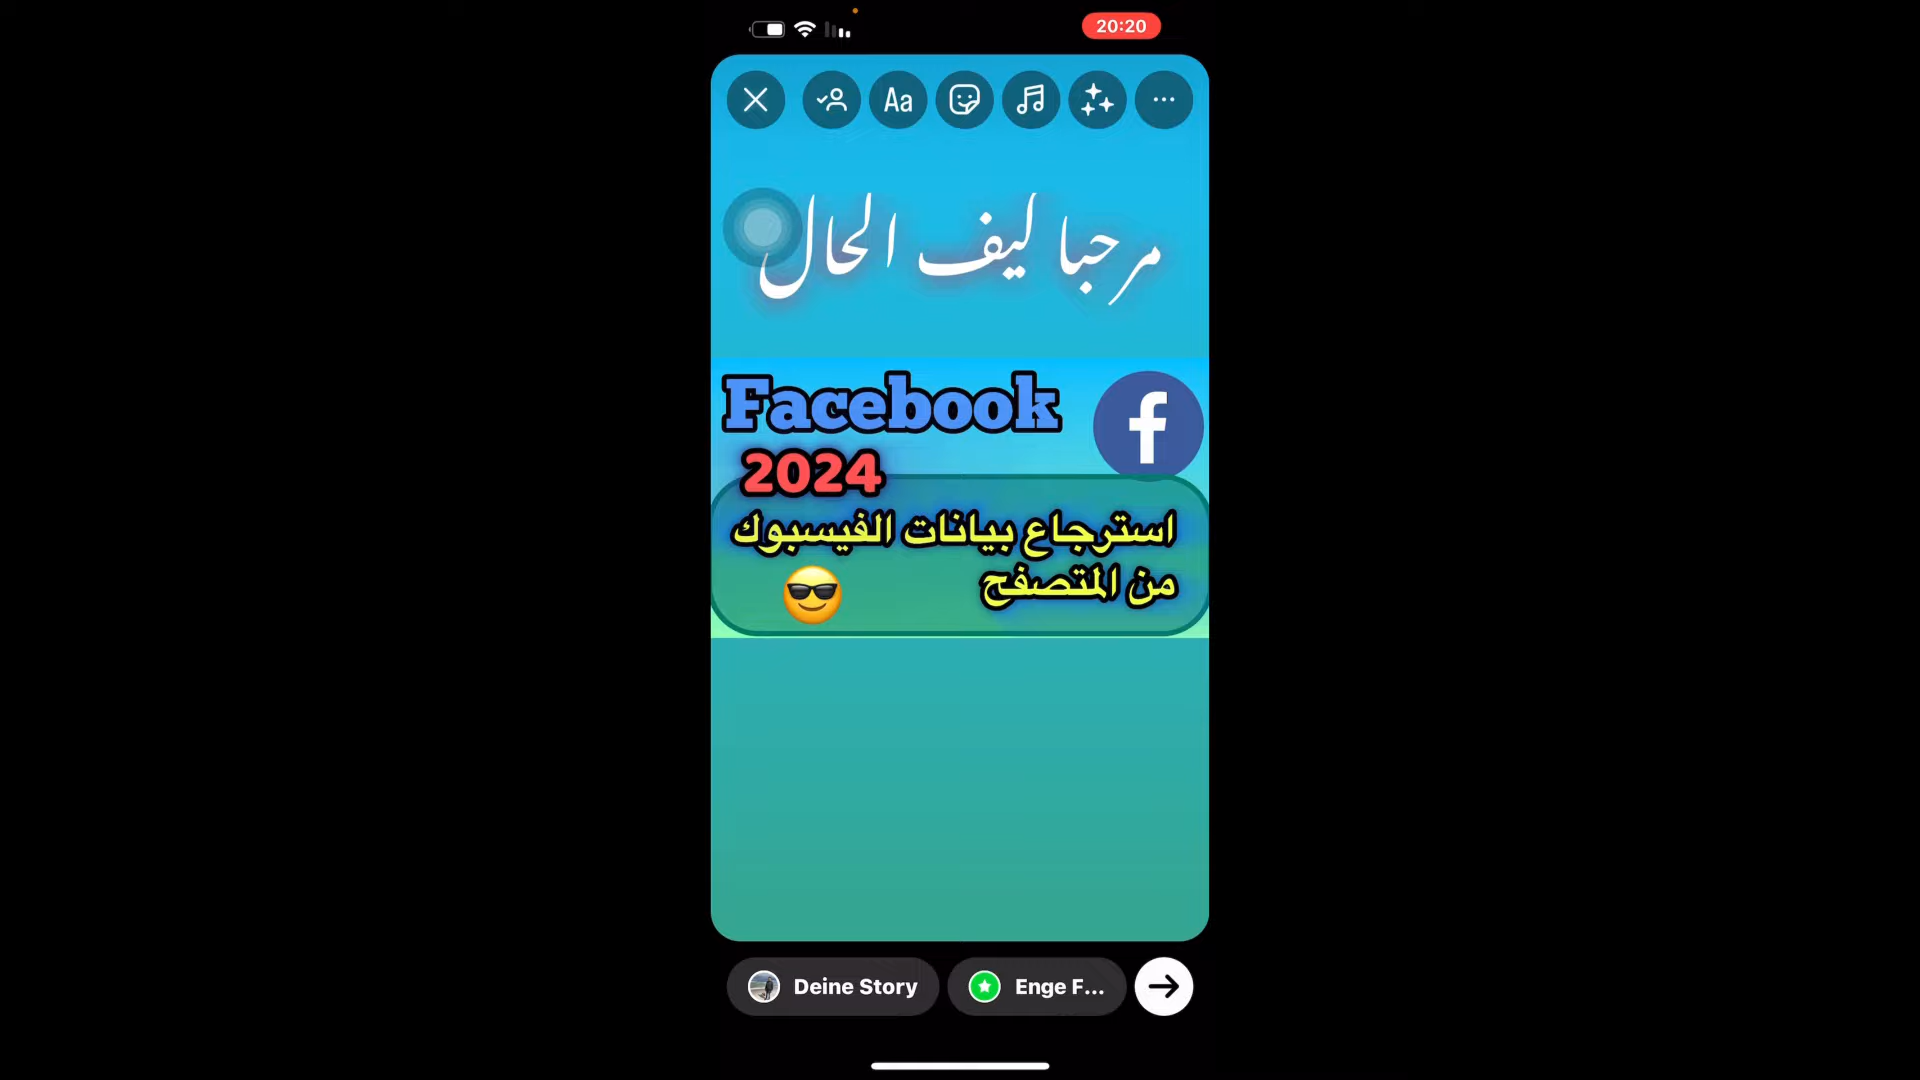 20:20
Aa
مرحبا ليف الحال
Facebook
f
2024
استرجاع بيانات الفيسبوك
من المتصفح
Deine Story
Enge F...